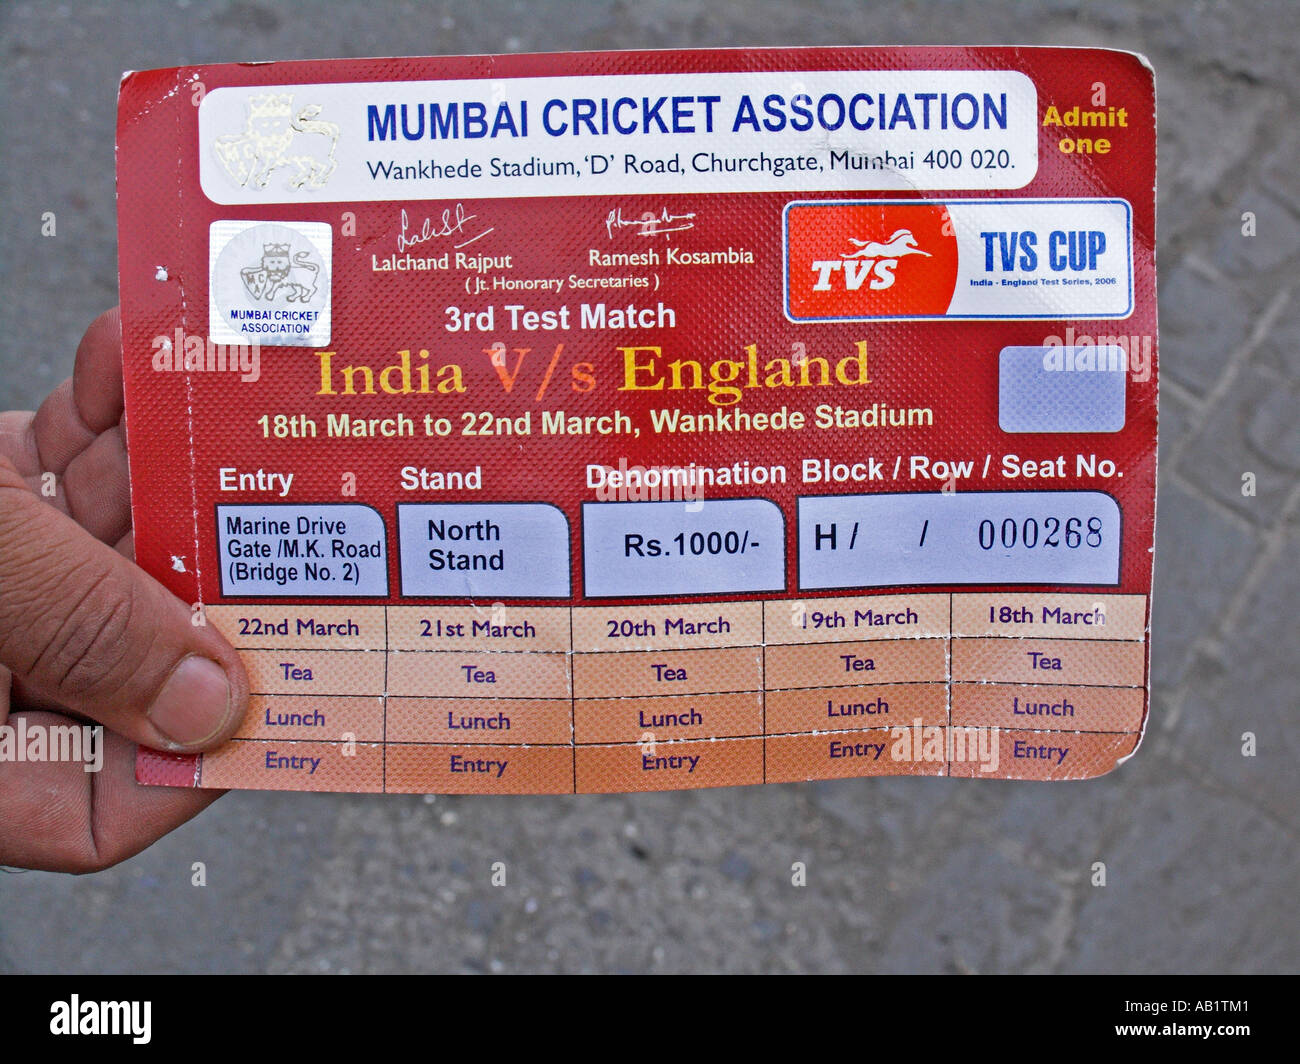 MUMBAI CRICKET ASSOCIATION
Wankhede Stadium, 'D' Road, Churchgate, Mumbai 400 020.
Admit
one
MUMBAI CRICKET
ASSOCIATION
Lalchand Rajput
Ramesh Kosambia
( Jt. Honorary Secretaries )
TVS
TVS CUP
India - England Test Series, 2006
3rd Test Match
India V/s England
18th March to 22nd March, Wankhede Stadium
Entry Stand Denomination Block / Row / Seat No.
Marine Drive
Gate /M.K. Road
(Bridge No. 2)
North
Stand
Rs.1000/-
H / / 000268
22nd March 21st March 20th March 19th March 18th March
Tea Tea Tea Tea Tea
Lunch Lunch Lunch Lunch Lunch
Entry Entry Entry Entry Entry
alamy
Image ID: AB1TM1
www.alamy.com